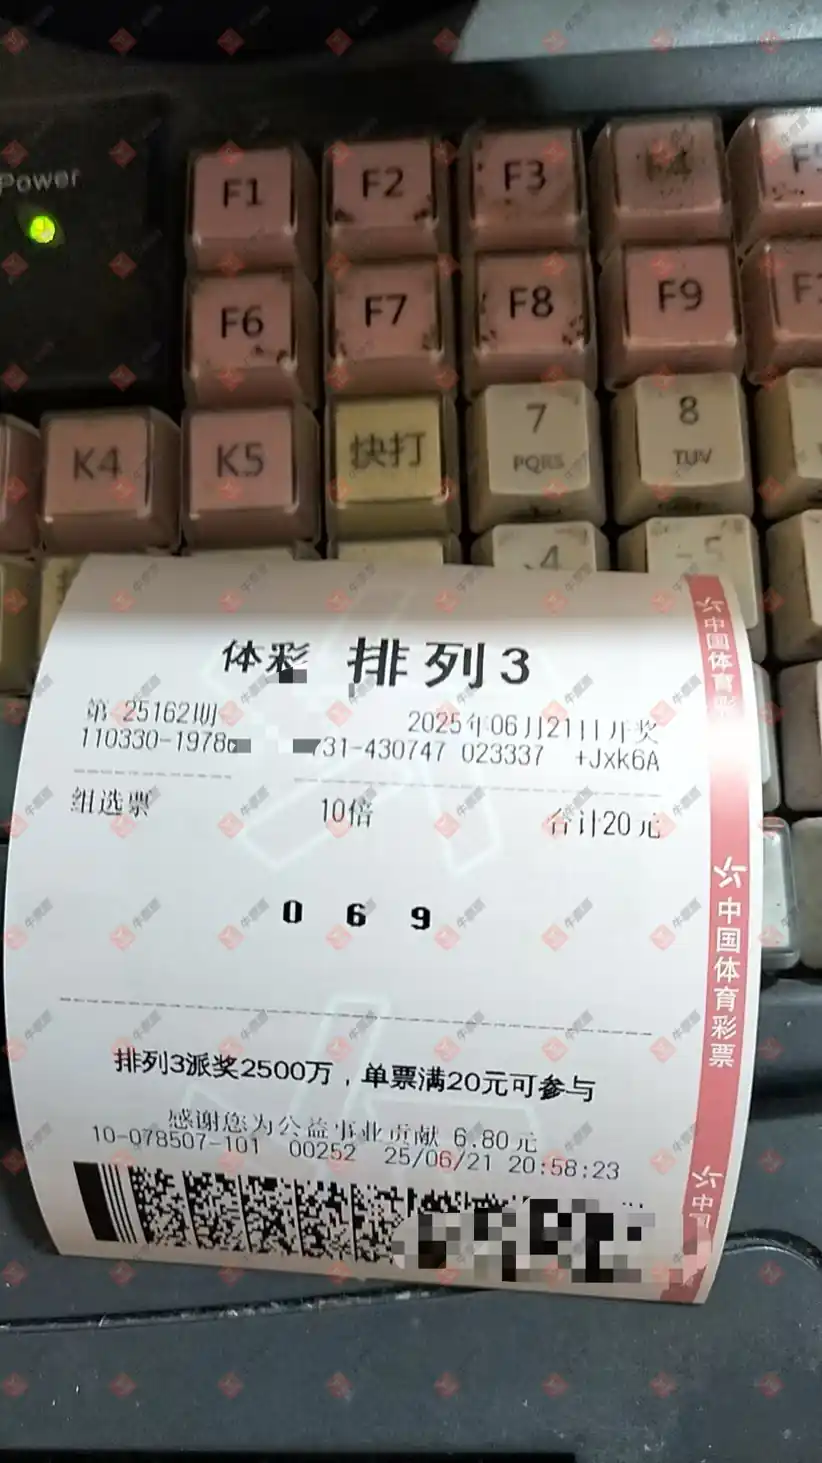 Power
F1 F2 F3 F4 F5
F6 F7 F8 F9
K4 K5 快打 7 PQRS 8 TUV
4 5
体彩 排列3
第 25162期
2025年06月21日开奖
110330-1978 731-430747 023337 +Jxk6A
组选票 10倍 合计20元
0 6 9
排列3派奖2500万，单票满20元可参与
感谢您为公益事业贡献 6.80元
10-078507-101 00252 25/06/21 20:58:23
中国体育
中国体育彩票
中国